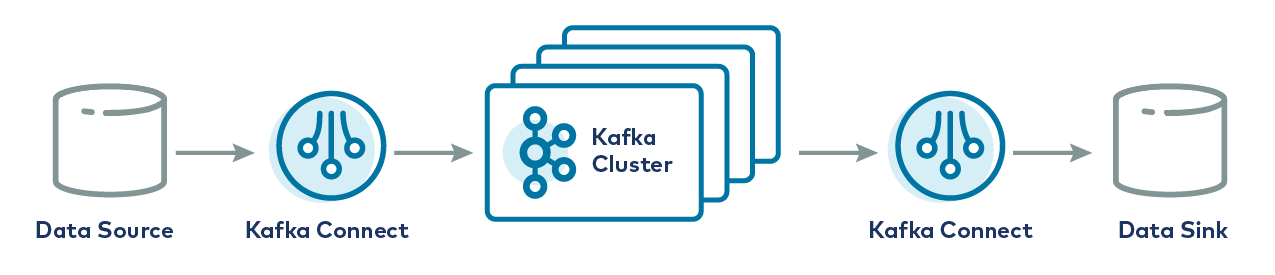 Kafka
Cluster
Data Source
Kafka Connect
Kafka Connect
Data Sink